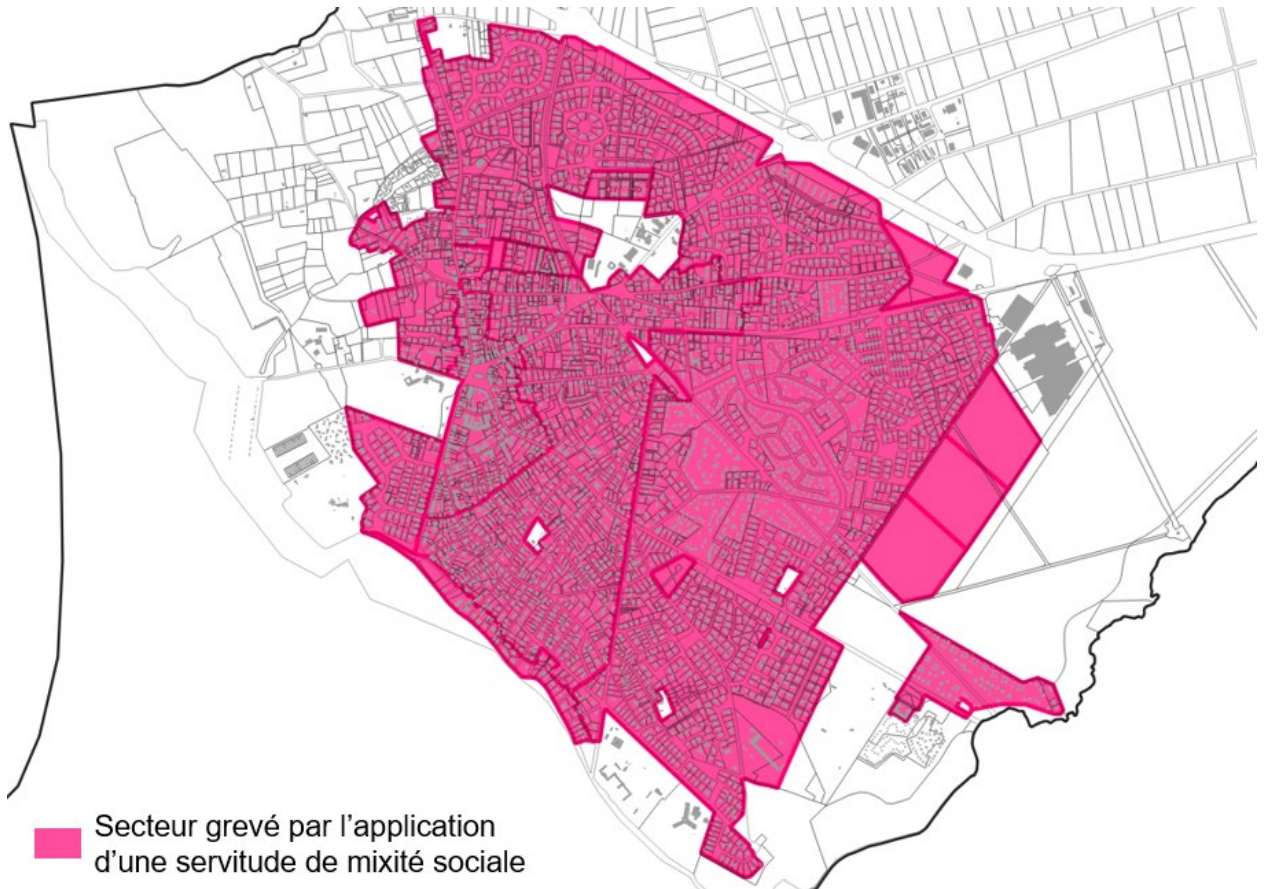 Secteur grevé par l’application
d’une servitude de mixité sociale